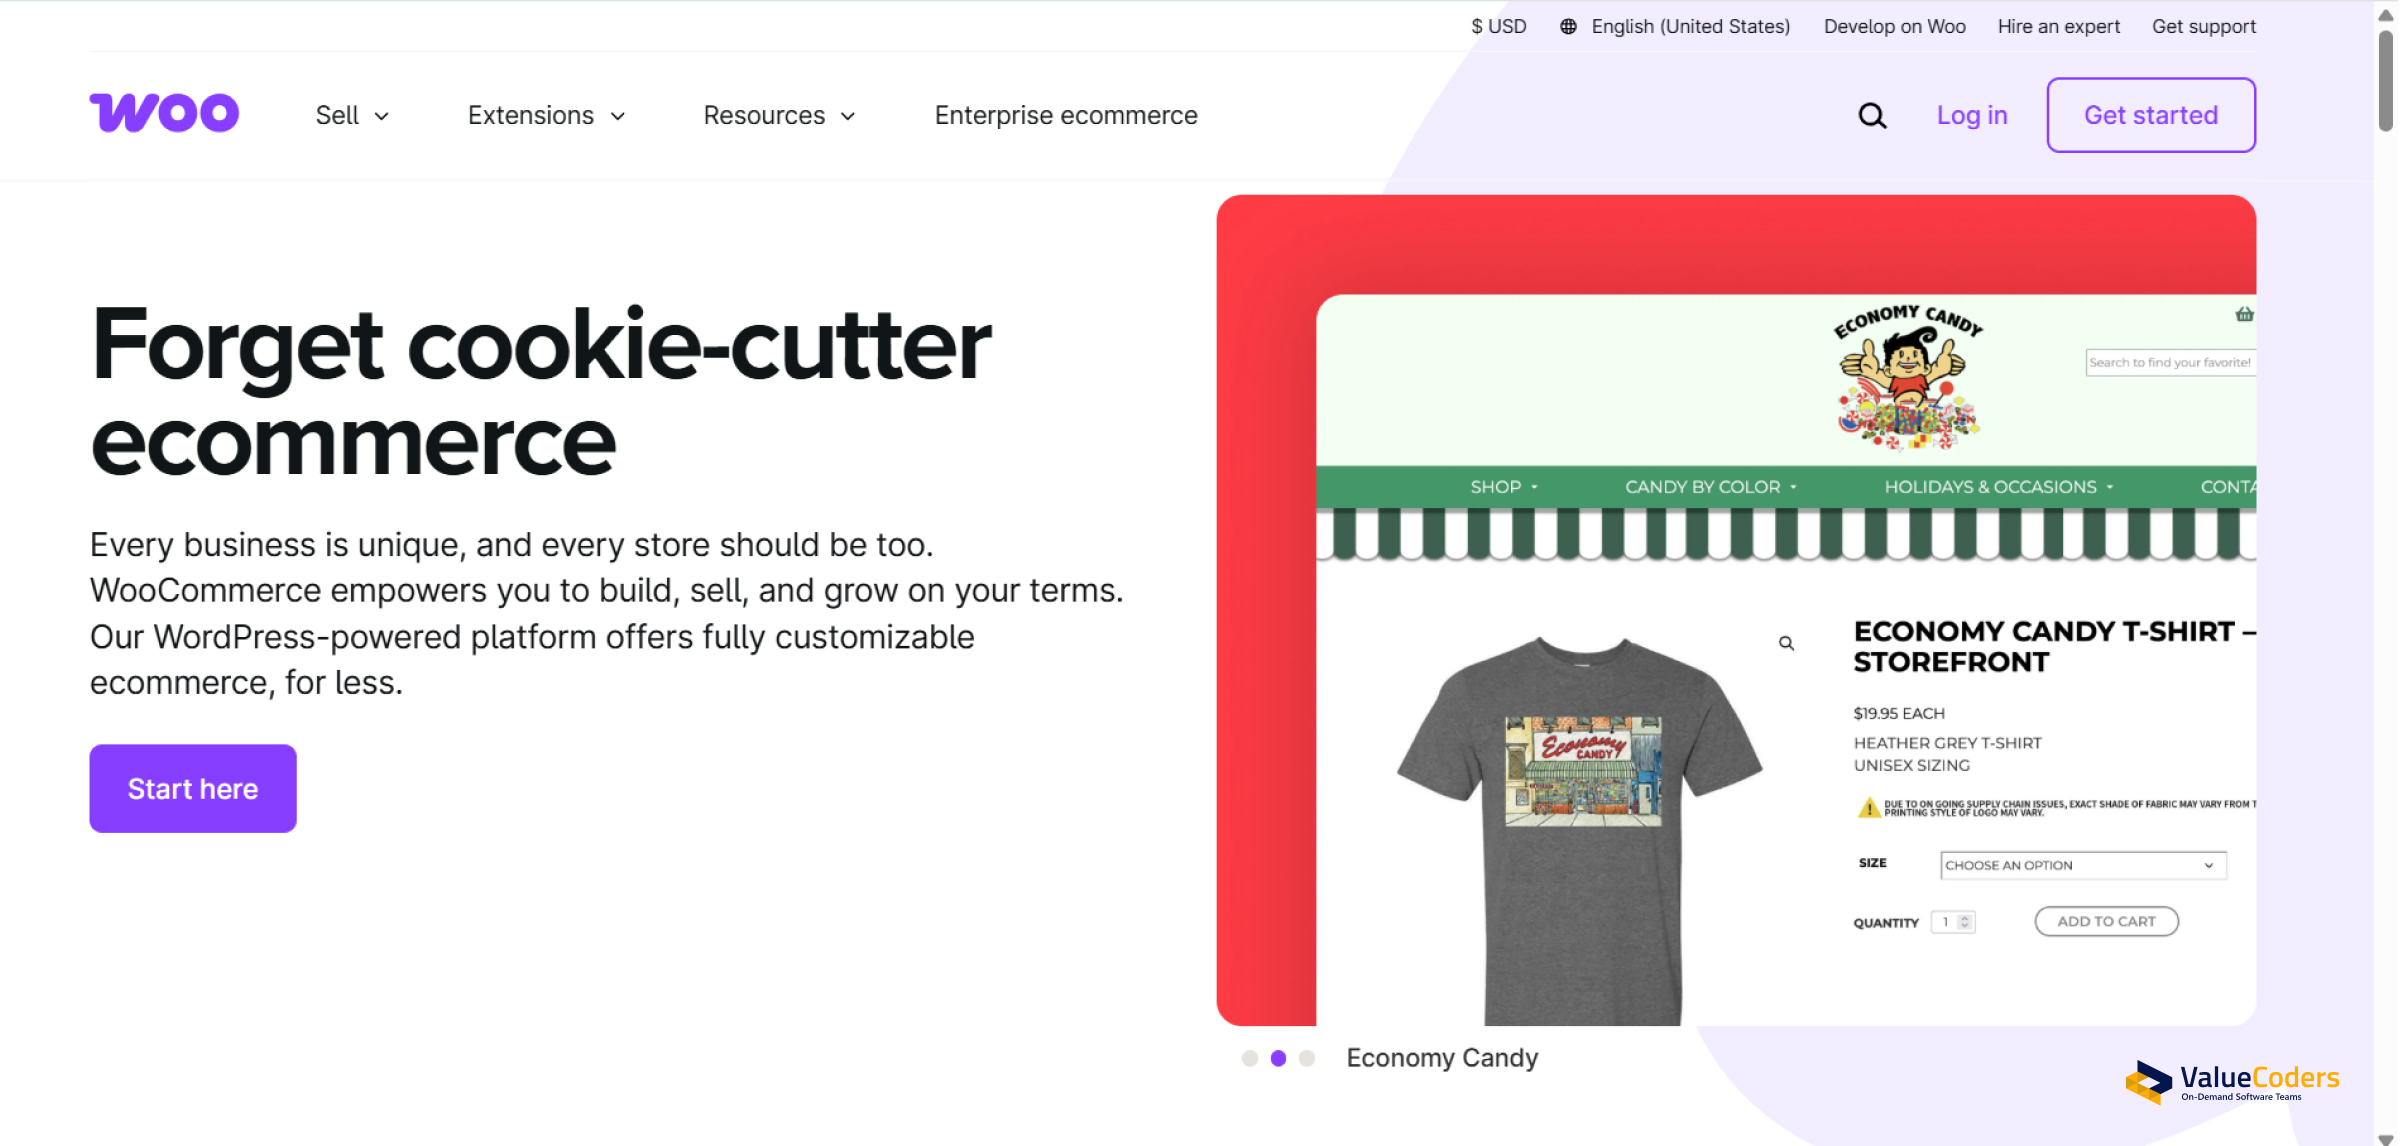 $ USD English (United States) Develop on Woo Hire an expert Get support
WOO Sell Extensions Resources Enterprise ecommerce Log in Get started
Forget cookie-cutter
ecommerce
Every business is unique, and every store should be too.
WooCommerce empowers you to build, sell, and grow on your terms.
Our WordPress-powered platform offers fully customizable
ecommerce, for less.
Start here
ECONOMY CANDY
Search to find your favorite!
SHOP CANDY BY COLOR HOLIDAYS & OCCASIONS CONTA
Economy
CANDY
ECONOMY CANDY T-SHIRT –
STOREFRONT
$19.95 EACH
HEATHER GREY T-SHIRT
UNISEX SIZING
DUE TO ON GOING SUPPLY CHAIN ISSUES, EXACT SHADE OF FABRIC MAY VARY FROM T
PRINTING STYLE OF LOGO MAY VARY.
SIZE CHOOSE AN OPTION
QUANTITY 1 ADD TO CART
Economy Candy
ValueCoders
On-Demand Software Teams